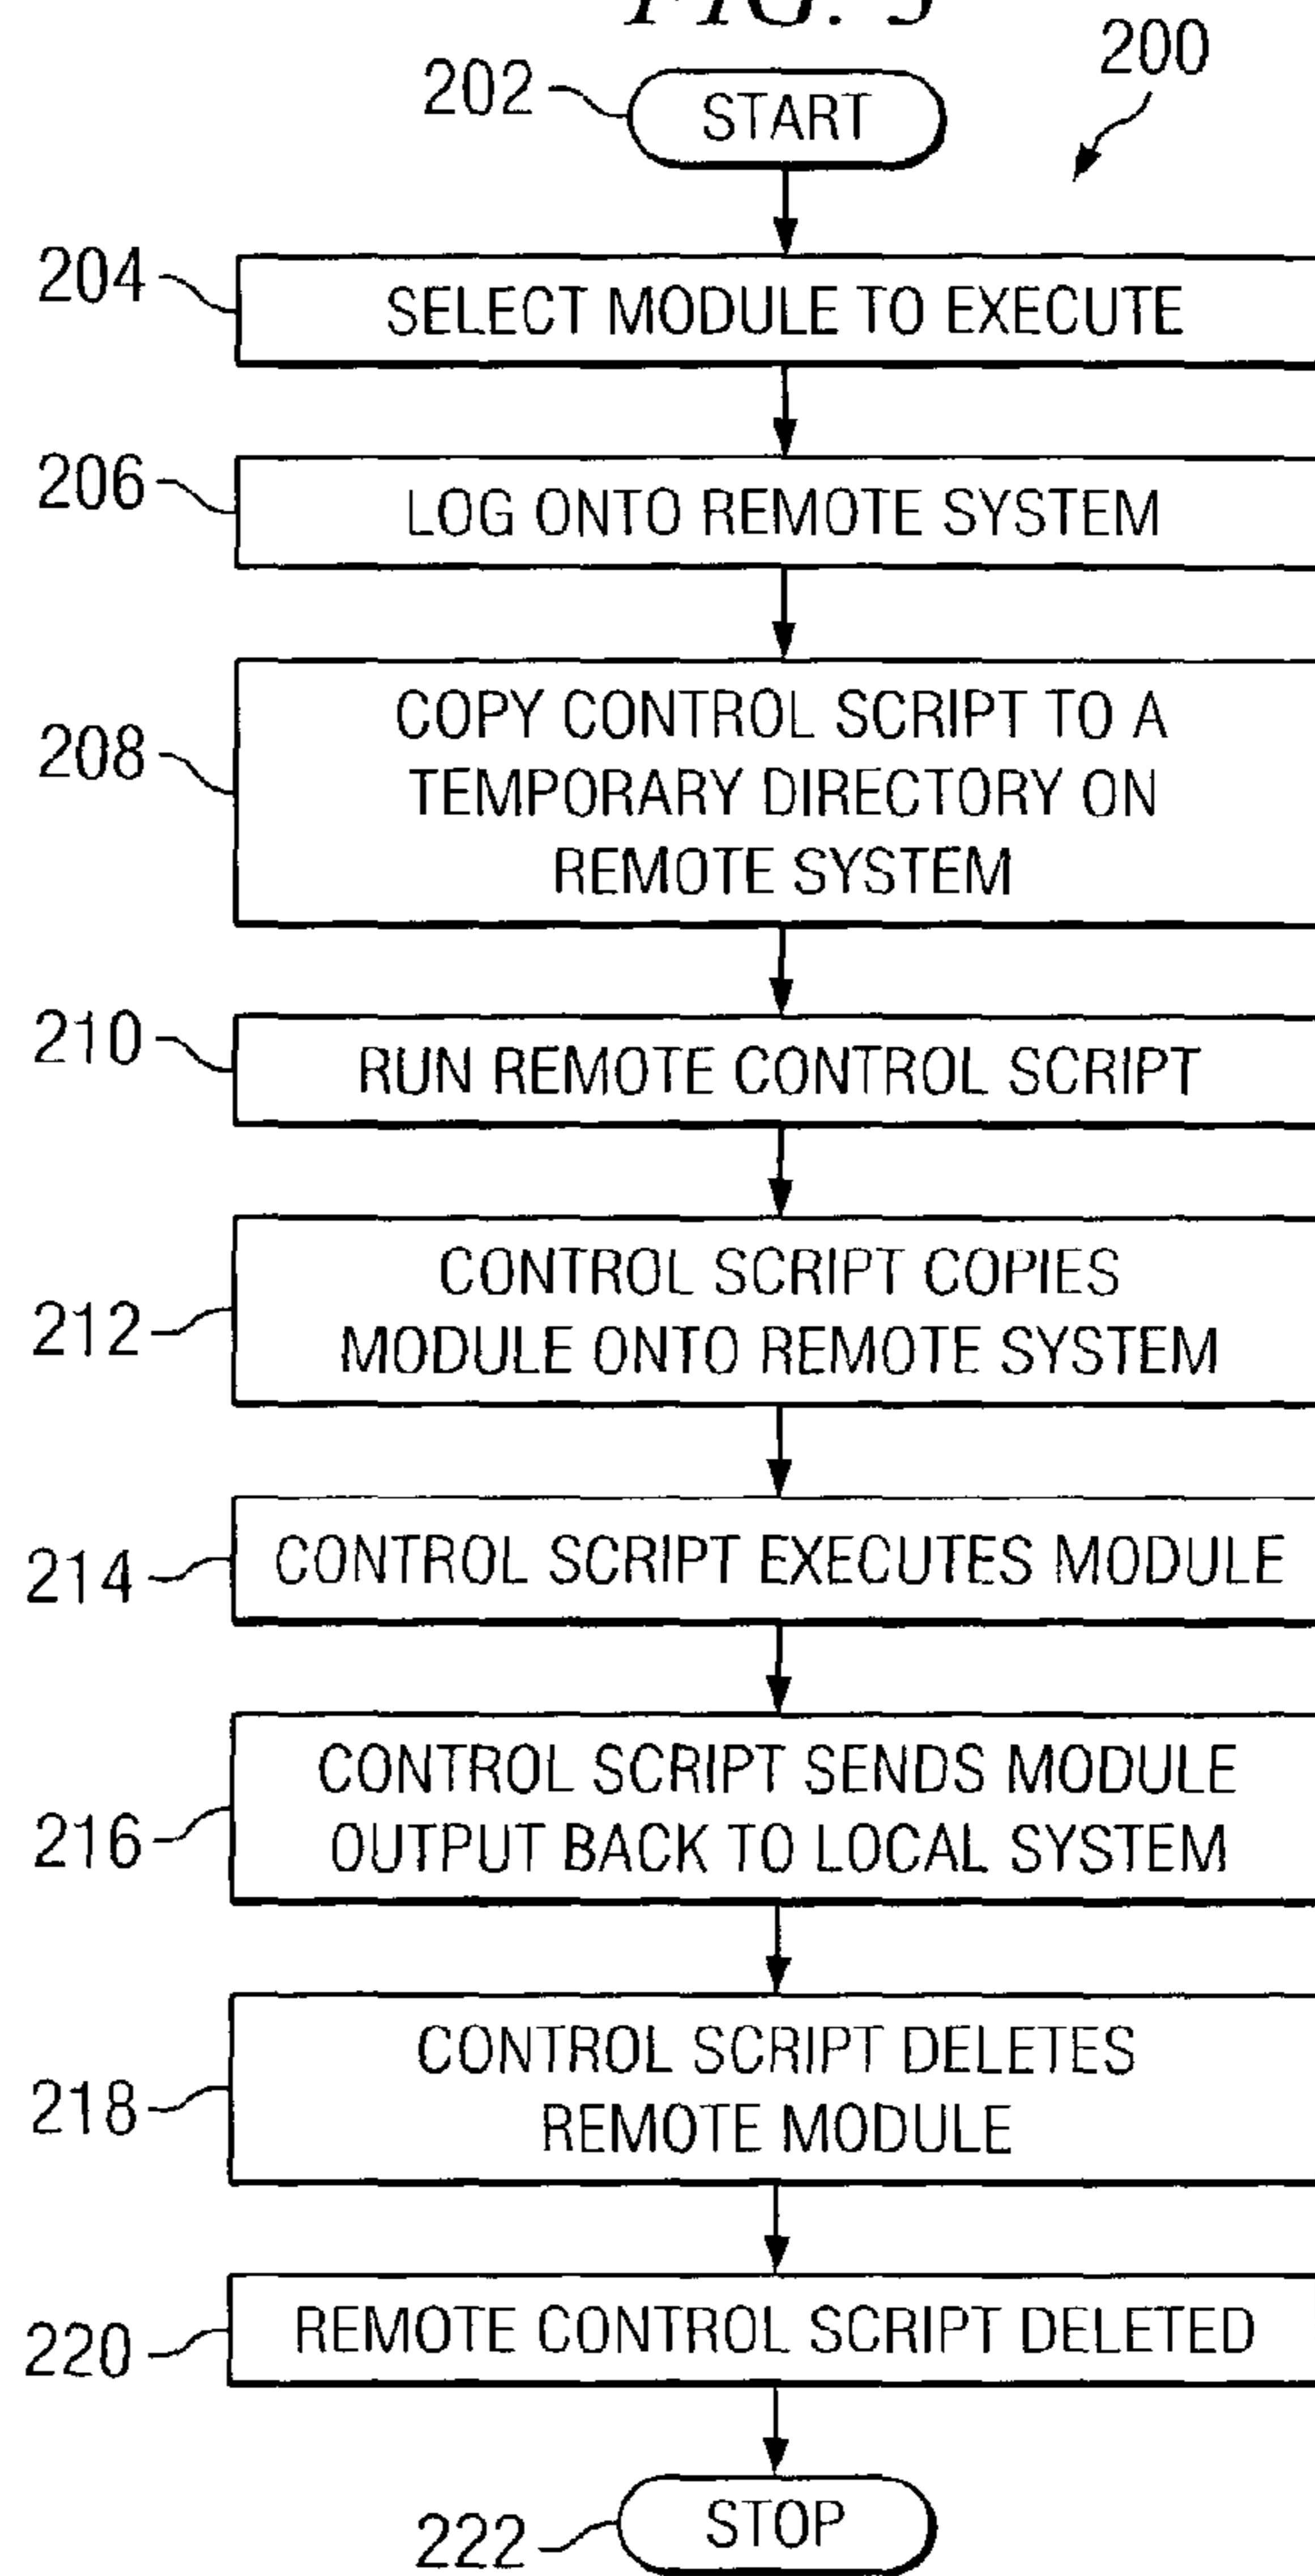 200
202
START
204
SELECT MODULE TO EXECUTE
206
LOG ONTO REMOTE SYSTEM
208
COPY CONTROL SCRIPT TO A
TEMPORARY DIRECTORY ON
REMOTE SYSTEM
210
RUN REMOTE CONTROL SCRIPT
212
CONTROL SCRIPT COPIES
MODULE ONTO REMOTE SYSTEM
214
CONTROL SCRIPT EXECUTES MODULE
216
CONTROL SCRIPT SENDS MODULE
OUTPUT BACK TO LOCAL SYSTEM
218
CONTROL SCRIPT DELETES
REMOTE MODULE
220
REMOTE CONTROL SCRIPT DELETED
222
STOP